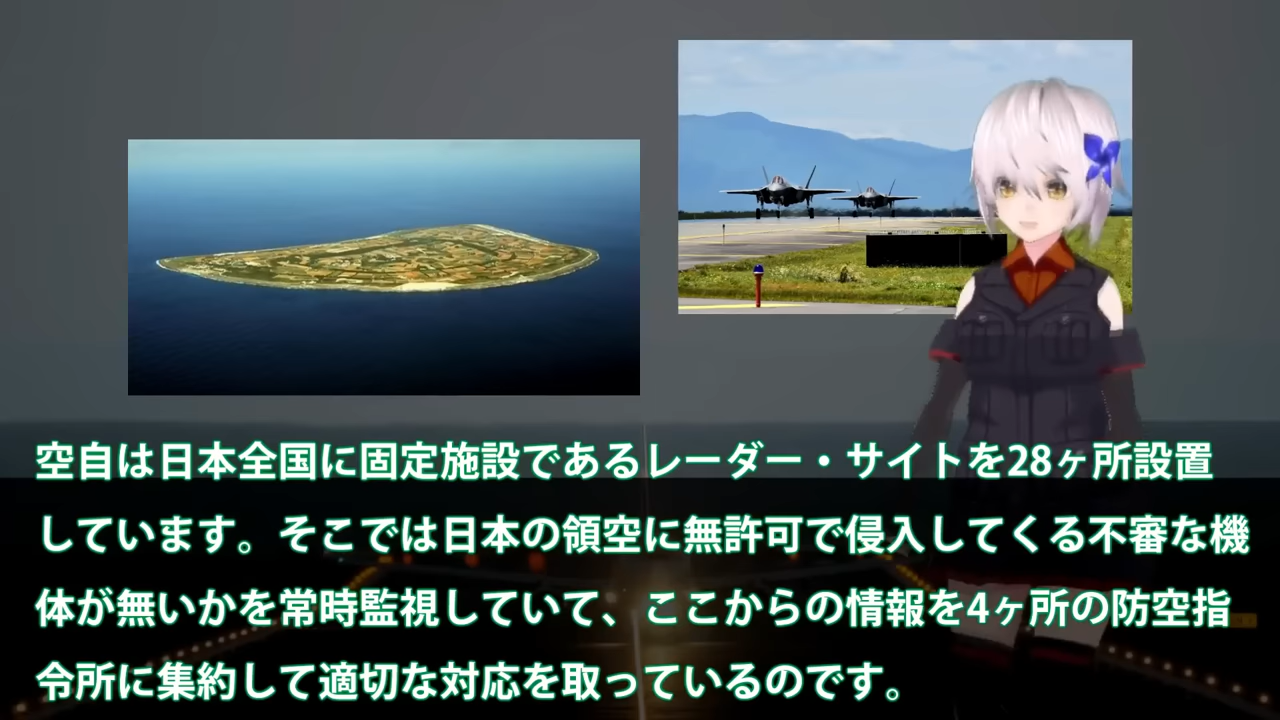 空自は日本全国に固定施設であるレーダー・サイトを28ヶ所設置
しています。そこでは日本の領空に無許可で侵入してくる不審な機
体が無いかを常時監視していて、ここからの情報を4ヶ所の防空指
令所に集約して適切な対応を取っているのです。